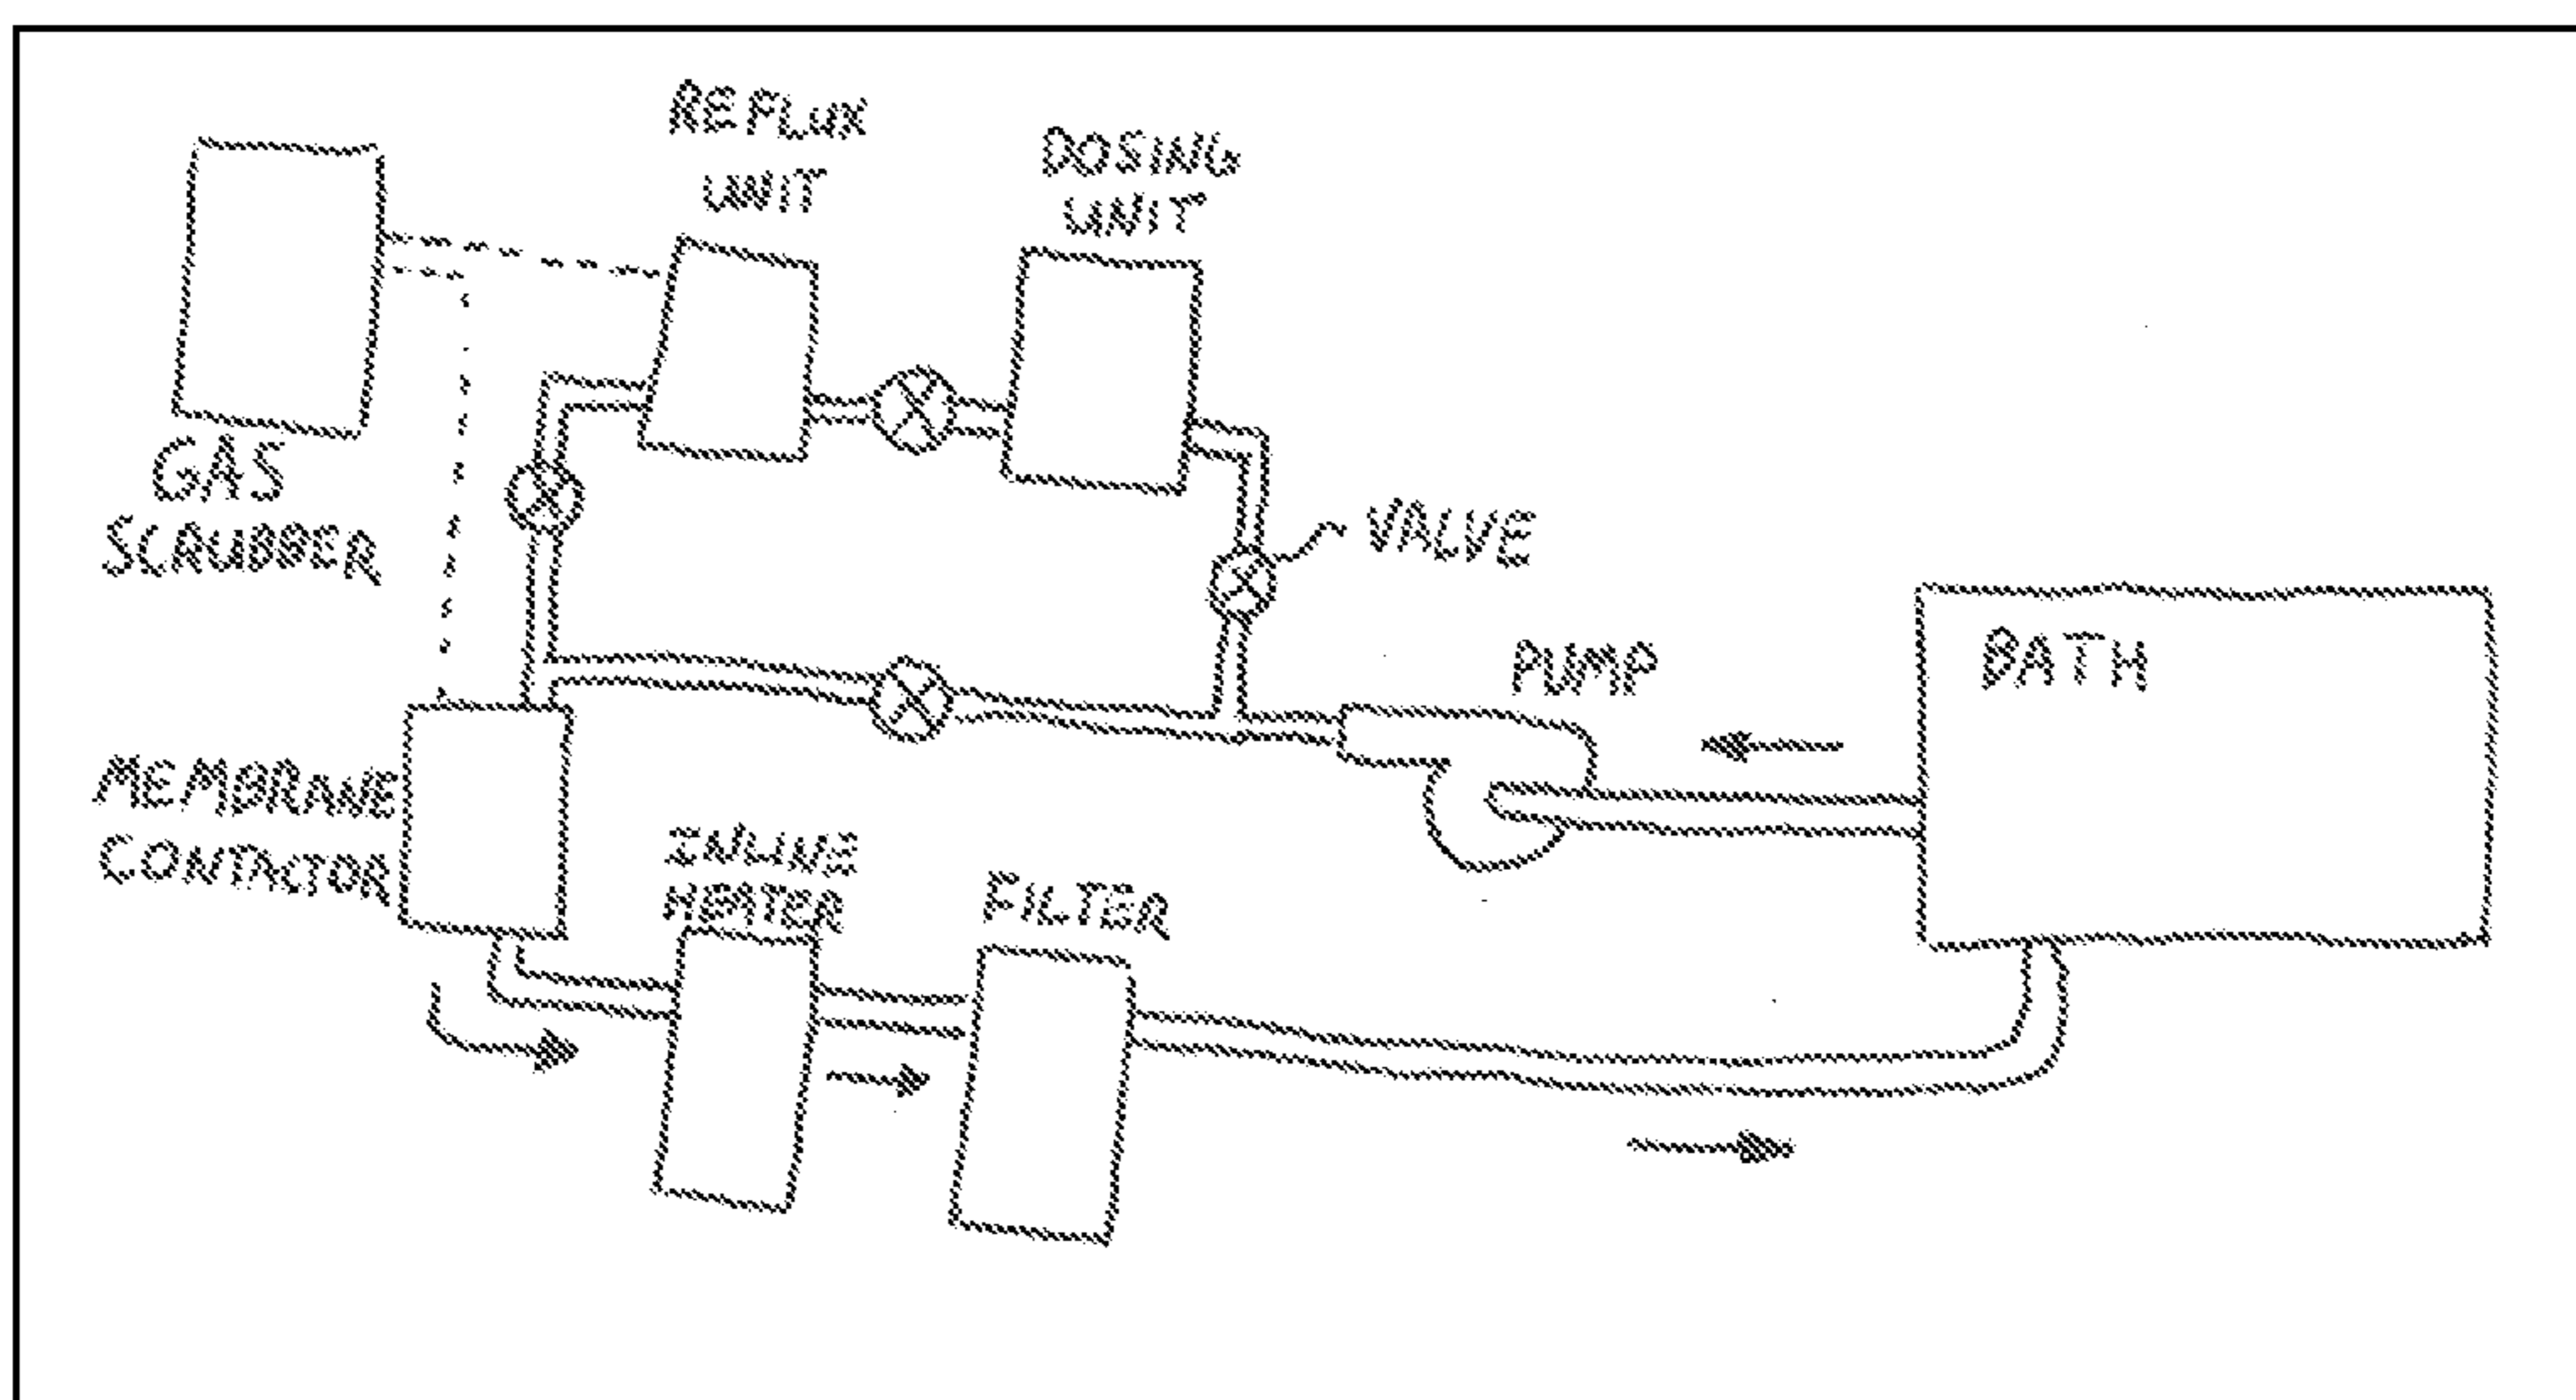 REFLUX
UNIT
DOSING
UNIT
GAS
SCRUBBER
VALVE
PUMP
BATH
MEMBRANE
CONTACTOR
INLINE
HEATER
FILTER